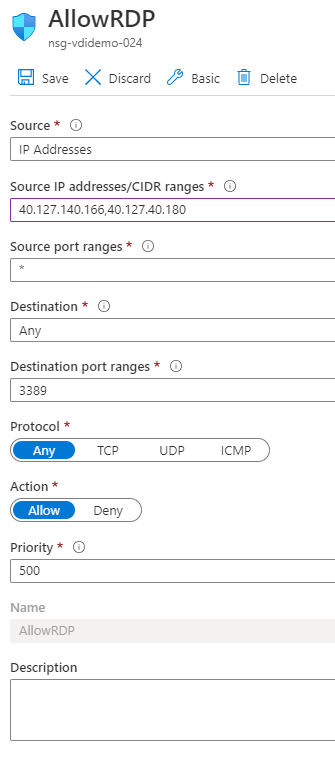 AllowRDP
nsg-vdidemo-024
Save Discard Basic Delete
Source *
IP Addresses
Source IP addresses/CIDR ranges *
40.127.140.166,40.127.40.180
Source port ranges *
*
Destination *
Any
Destination port ranges *
3389
Protocol *
Any TCP UDP ICMP
Action *
Allow Deny
Priority *
500
Name
AllowRDP
Description